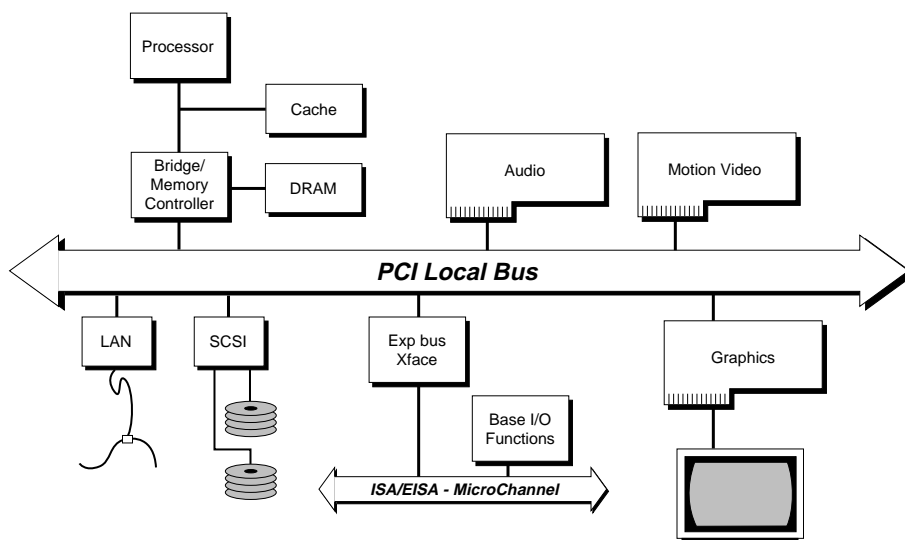 Processor
Cache
Bridge/
Memory
Controller
DRAM
Audio
Motion Video
PCI Local Bus
LAN
SCSI
Exp bus
Xface
Graphics
Base I/O
Functions
ISA/EISA - MicroChannel